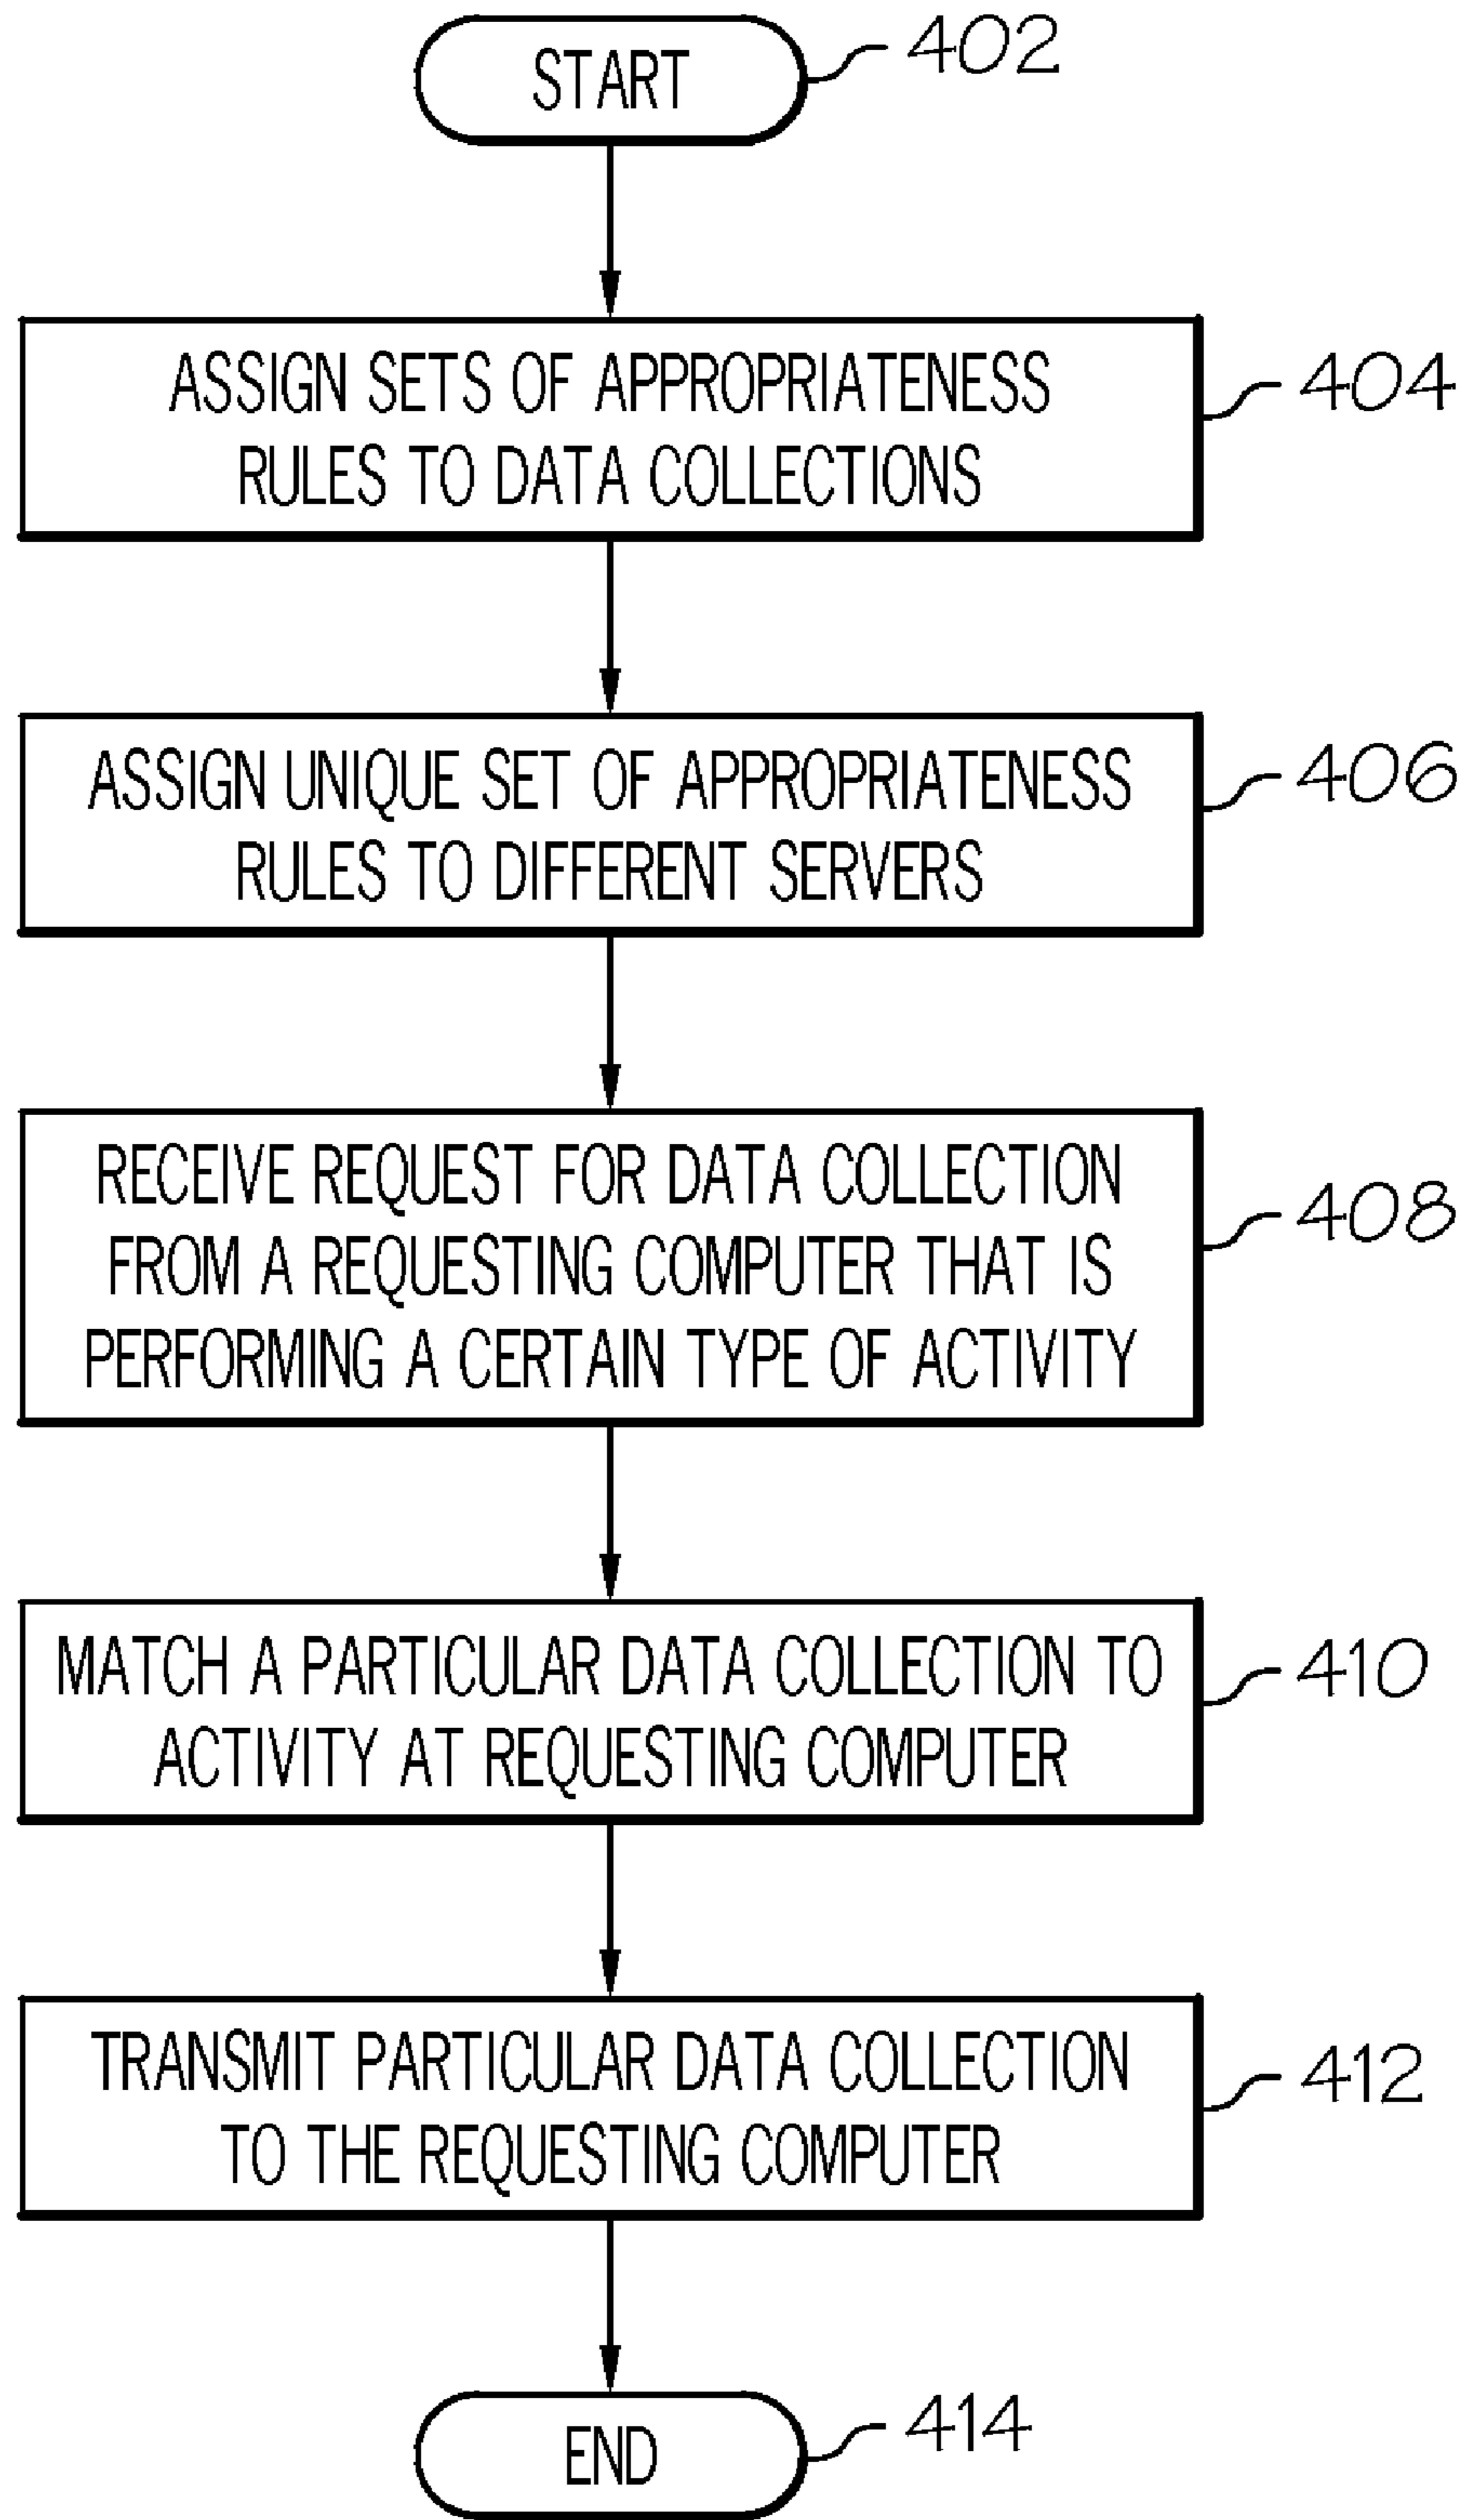 START
402
ASSIGN SETS OF APPROPRIATENESS
RULES TO DATA COLLECTIONS
404
ASSIGN UNIQUE SET OF APPROPRIATENESS
RULES TO DIFFERENT SERVERS
406
RECEIVE REQUEST FOR DATA COLLECTION
FROM A REQUESTING COMPUTER THAT IS
PERFORMING A CERTAIN TYPE OF ACTIVITY
408
MATCH A PARTICULAR DATA COLLECTION TO
ACTIVITY AT REQUESTING COMPUTER
410
TRANSMIT PARTICULAR DATA COLLECTION
TO THE REQUESTING COMPUTER
412
END
414